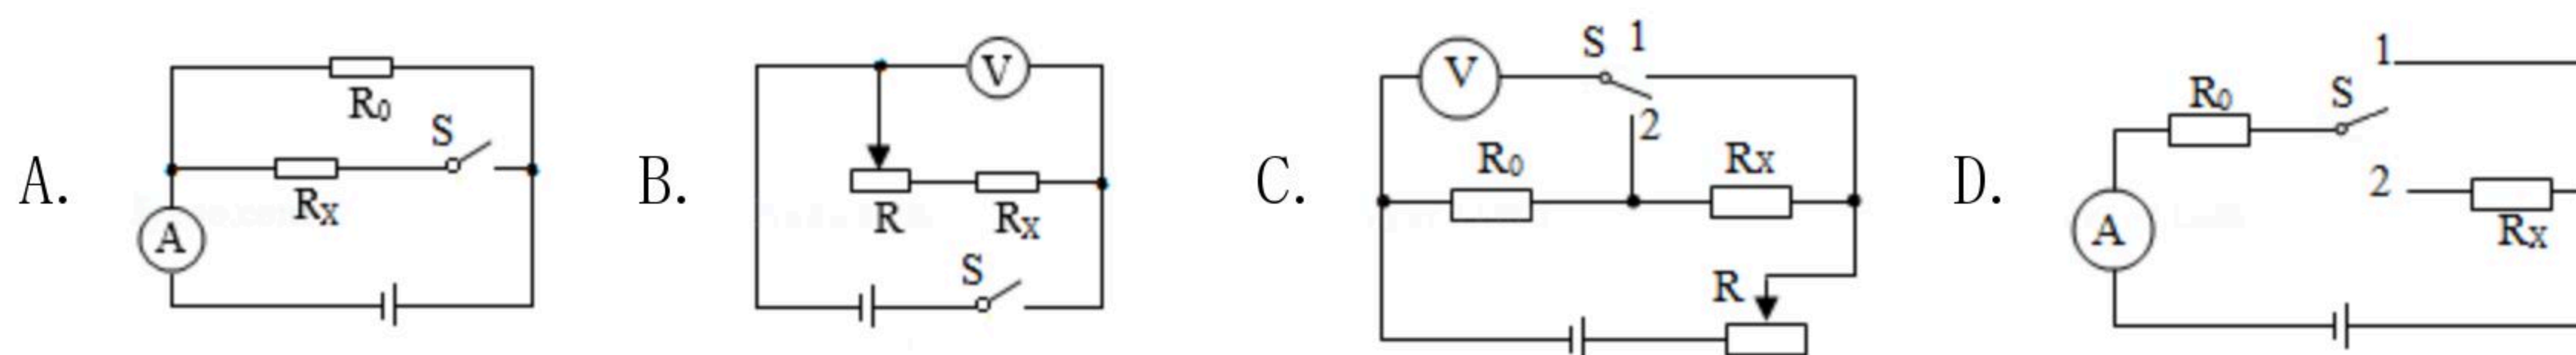 A.
R₀
S
Rx
A
B.
V
R
Rx
S
C.
V
S 1
2
R₀
Rx
R
D.
1
R₀
S
2
A
Rx